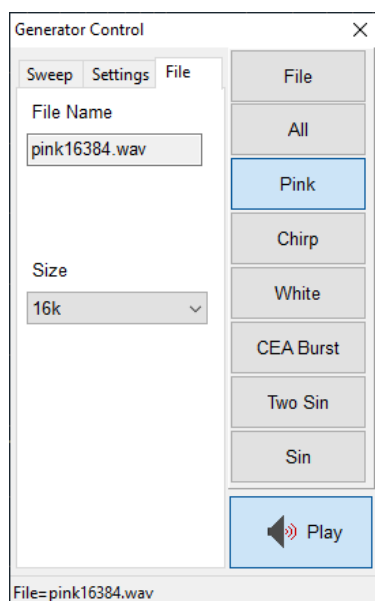 Generator Control
Sweep Settings File
File Name
pink16384.wav
Size
16k
File
All
Pink
Chirp
White
CEA Burst
Two Sin
Sin
Play
File=pink16384.wav